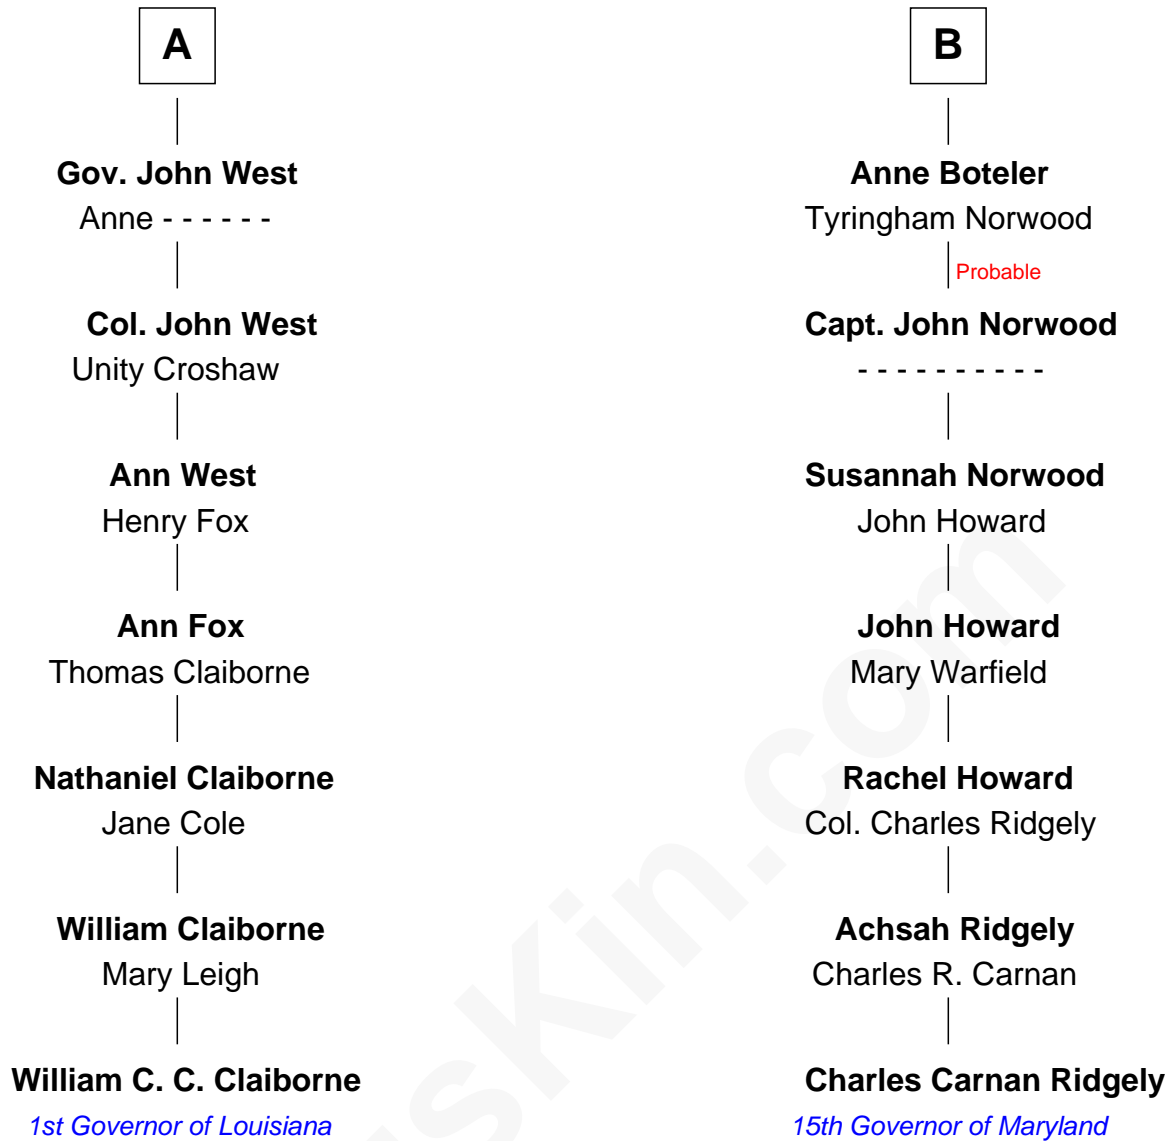 A
Gov. John West
Anne - - - - - -
Col. John West
Unity Croshaw
Ann West
Henry Fox
Ann Fox
Thomas Claiborne
Nathaniel Claiborne
Jane Cole
William Claiborne
Mary Leigh
William C. C. Claiborne
1st Governor of Louisiana
B
Anne Boteler
Tyringham Norwood
Probable
Capt. John Norwood
- - - - - - - - - -
Susannah Norwood
John Howard
John Howard
Mary Warfield
Rachel Howard
Col. Charles Ridgely
Achsah Ridgely
Charles R. Carnan
Charles Carnan Ridgely
15th Governor of Maryland
usKin.com